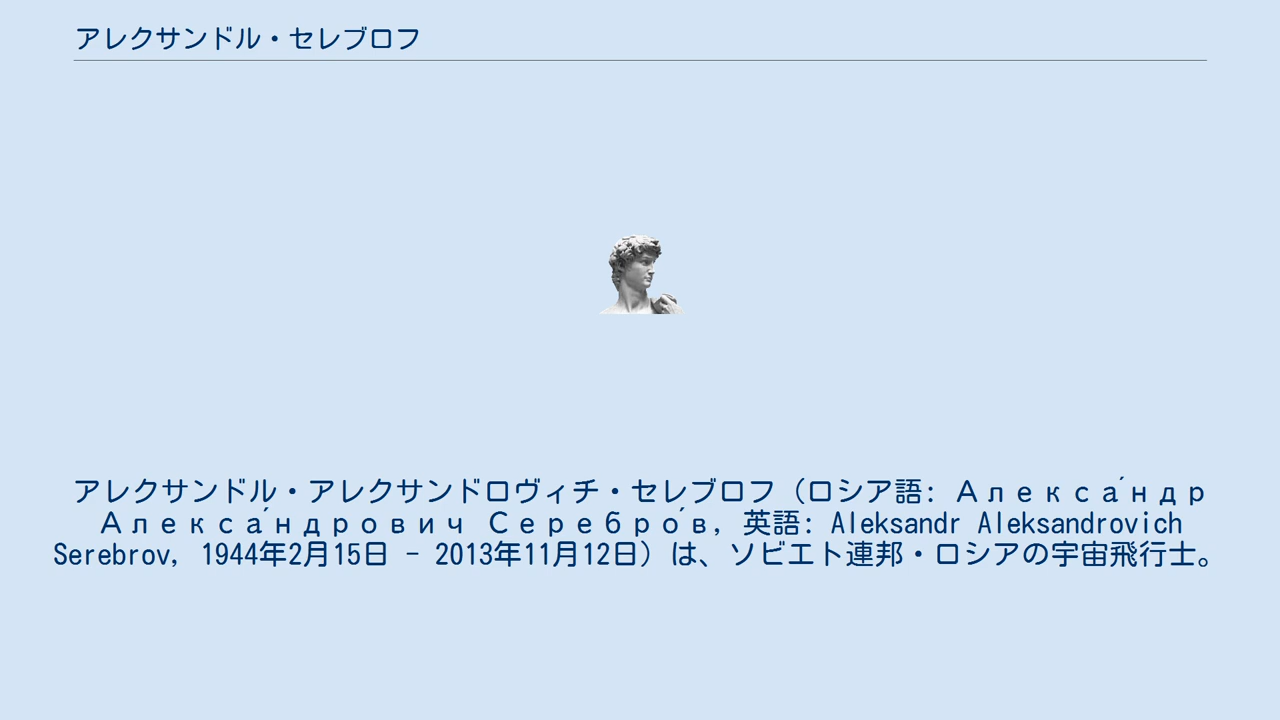 アレクサンドル・セレブロフ
アレクサンドル・アレクサンドロヴィチ・セレブロフ（ロシア語: Алекса́ндр
Алекса́ндрович Серебро́в, 英語: Aleksandr Aleksandrovich
Serebrov, 1944年2月15日 - 2013年11月12日）は、ソビエト連邦・ロシアの宇宙飛行士。